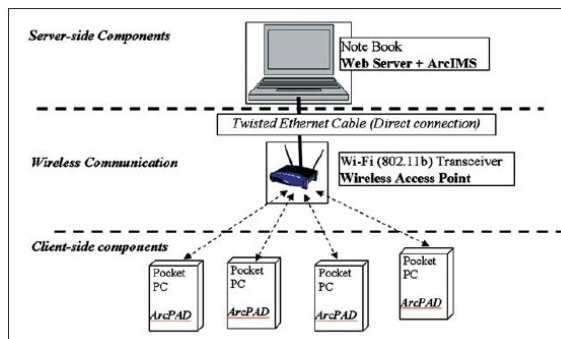 Server-side Components
Note Book
Web Server + ArcIMS
Twisted Ethernet Cable (Direct connection)
Wireless Communication
Wi-Fi (802.11b) Transceiver
Wireless Access Point
Client-side components
Pocket
PC
ArcPAD
Pocket
PC
ArcPAD
Pocket
PC
ArcPAD
Pocket
PC
ArcPAD